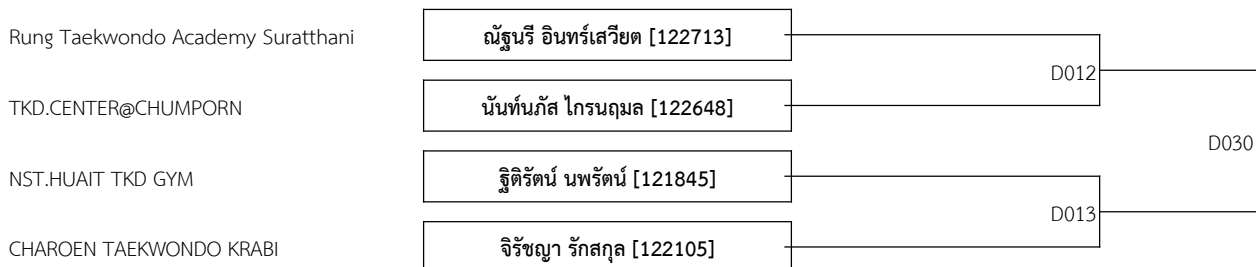 Rung Taekwondo Academy Suratthani ณัฐนรี อินทร์เสวียต [122713]
D012
TKD.CENTER@CHUMPORN นันท์นภัส ไกรนฤมล [122648]
D030
NST.HUAIT TKD GYM ฐิติรัตน์ นพรัตน์ [121845]
D013
CHAROEN TAEKWONDO KRABI จิรัชญา รักสกุล [122105]